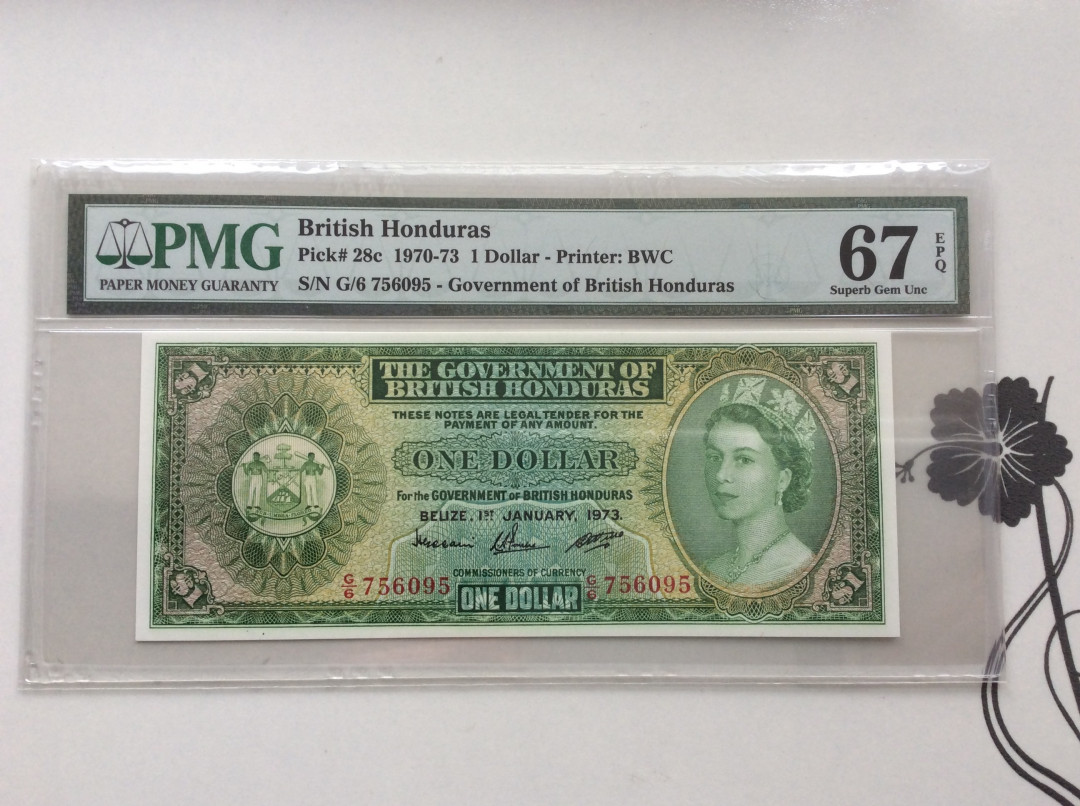 PMG
PAPER MONEY GUARANTY
British Honduras
Pick# 28c 1970-73 1 Dollar - Printer: BWC
S/N G/6 756095 - Government of British Honduras
67
EPQ
Superb Gem Unc
$1
$1
THE GOVERNMENT OF
BRITISH HONDURAS
THESE NOTES ARE LEGAL TENDER FOR THE
PAYMENT OF ANY AMOUNT.
ONE DOLLAR
For the GOVERNMENT of BRITISH HONDURAS
BELIZE, 1ST JANUARY, 1973.
COMMISSIONERS OF CURRENCY
G/6 756095
G/6 756095
ONE DOLLAR
$1
$1